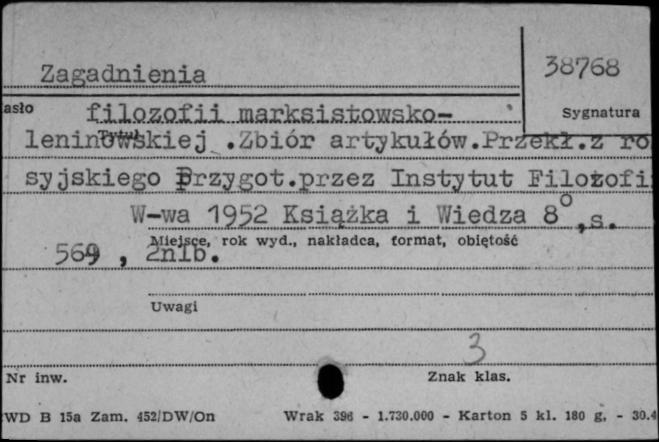 Zagadnienia
38768
asło
filozofii marksistowsko-
Sygnatura
Tytuł
leninowskiej .Zbiór artykułów.Przekł.z ro
syjskiego Przygot.przez Instytut Filozofi
W-wa 1952 Książka i Wiedza 8o,s.
Miejsce, rok wyd., nakładca, format, objętość
569 , 2nlb.
Uwagi
3
Nr inw.
Znak klas.
WD B 15a Zam. 452/DW/On Wrak 396 - 1.730.000 - Karton 5 kl. 180 g. - 30.4